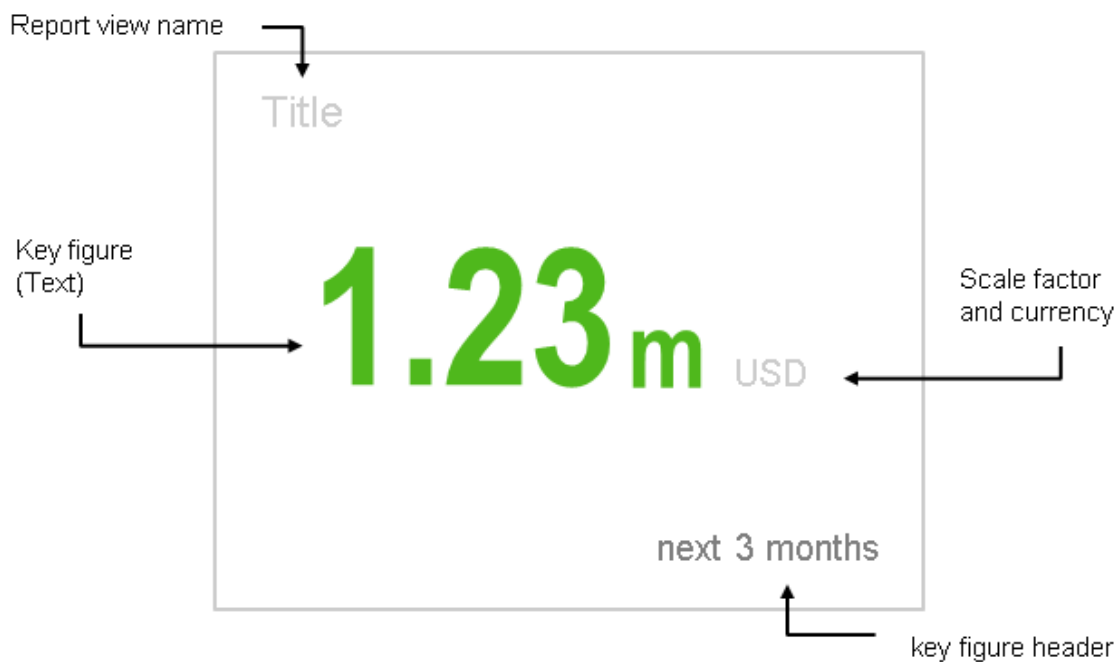 Report view name
Title
Key figure
(Text)
1.23 m USD
Scale factor
and currency
next 3 months
key figure header